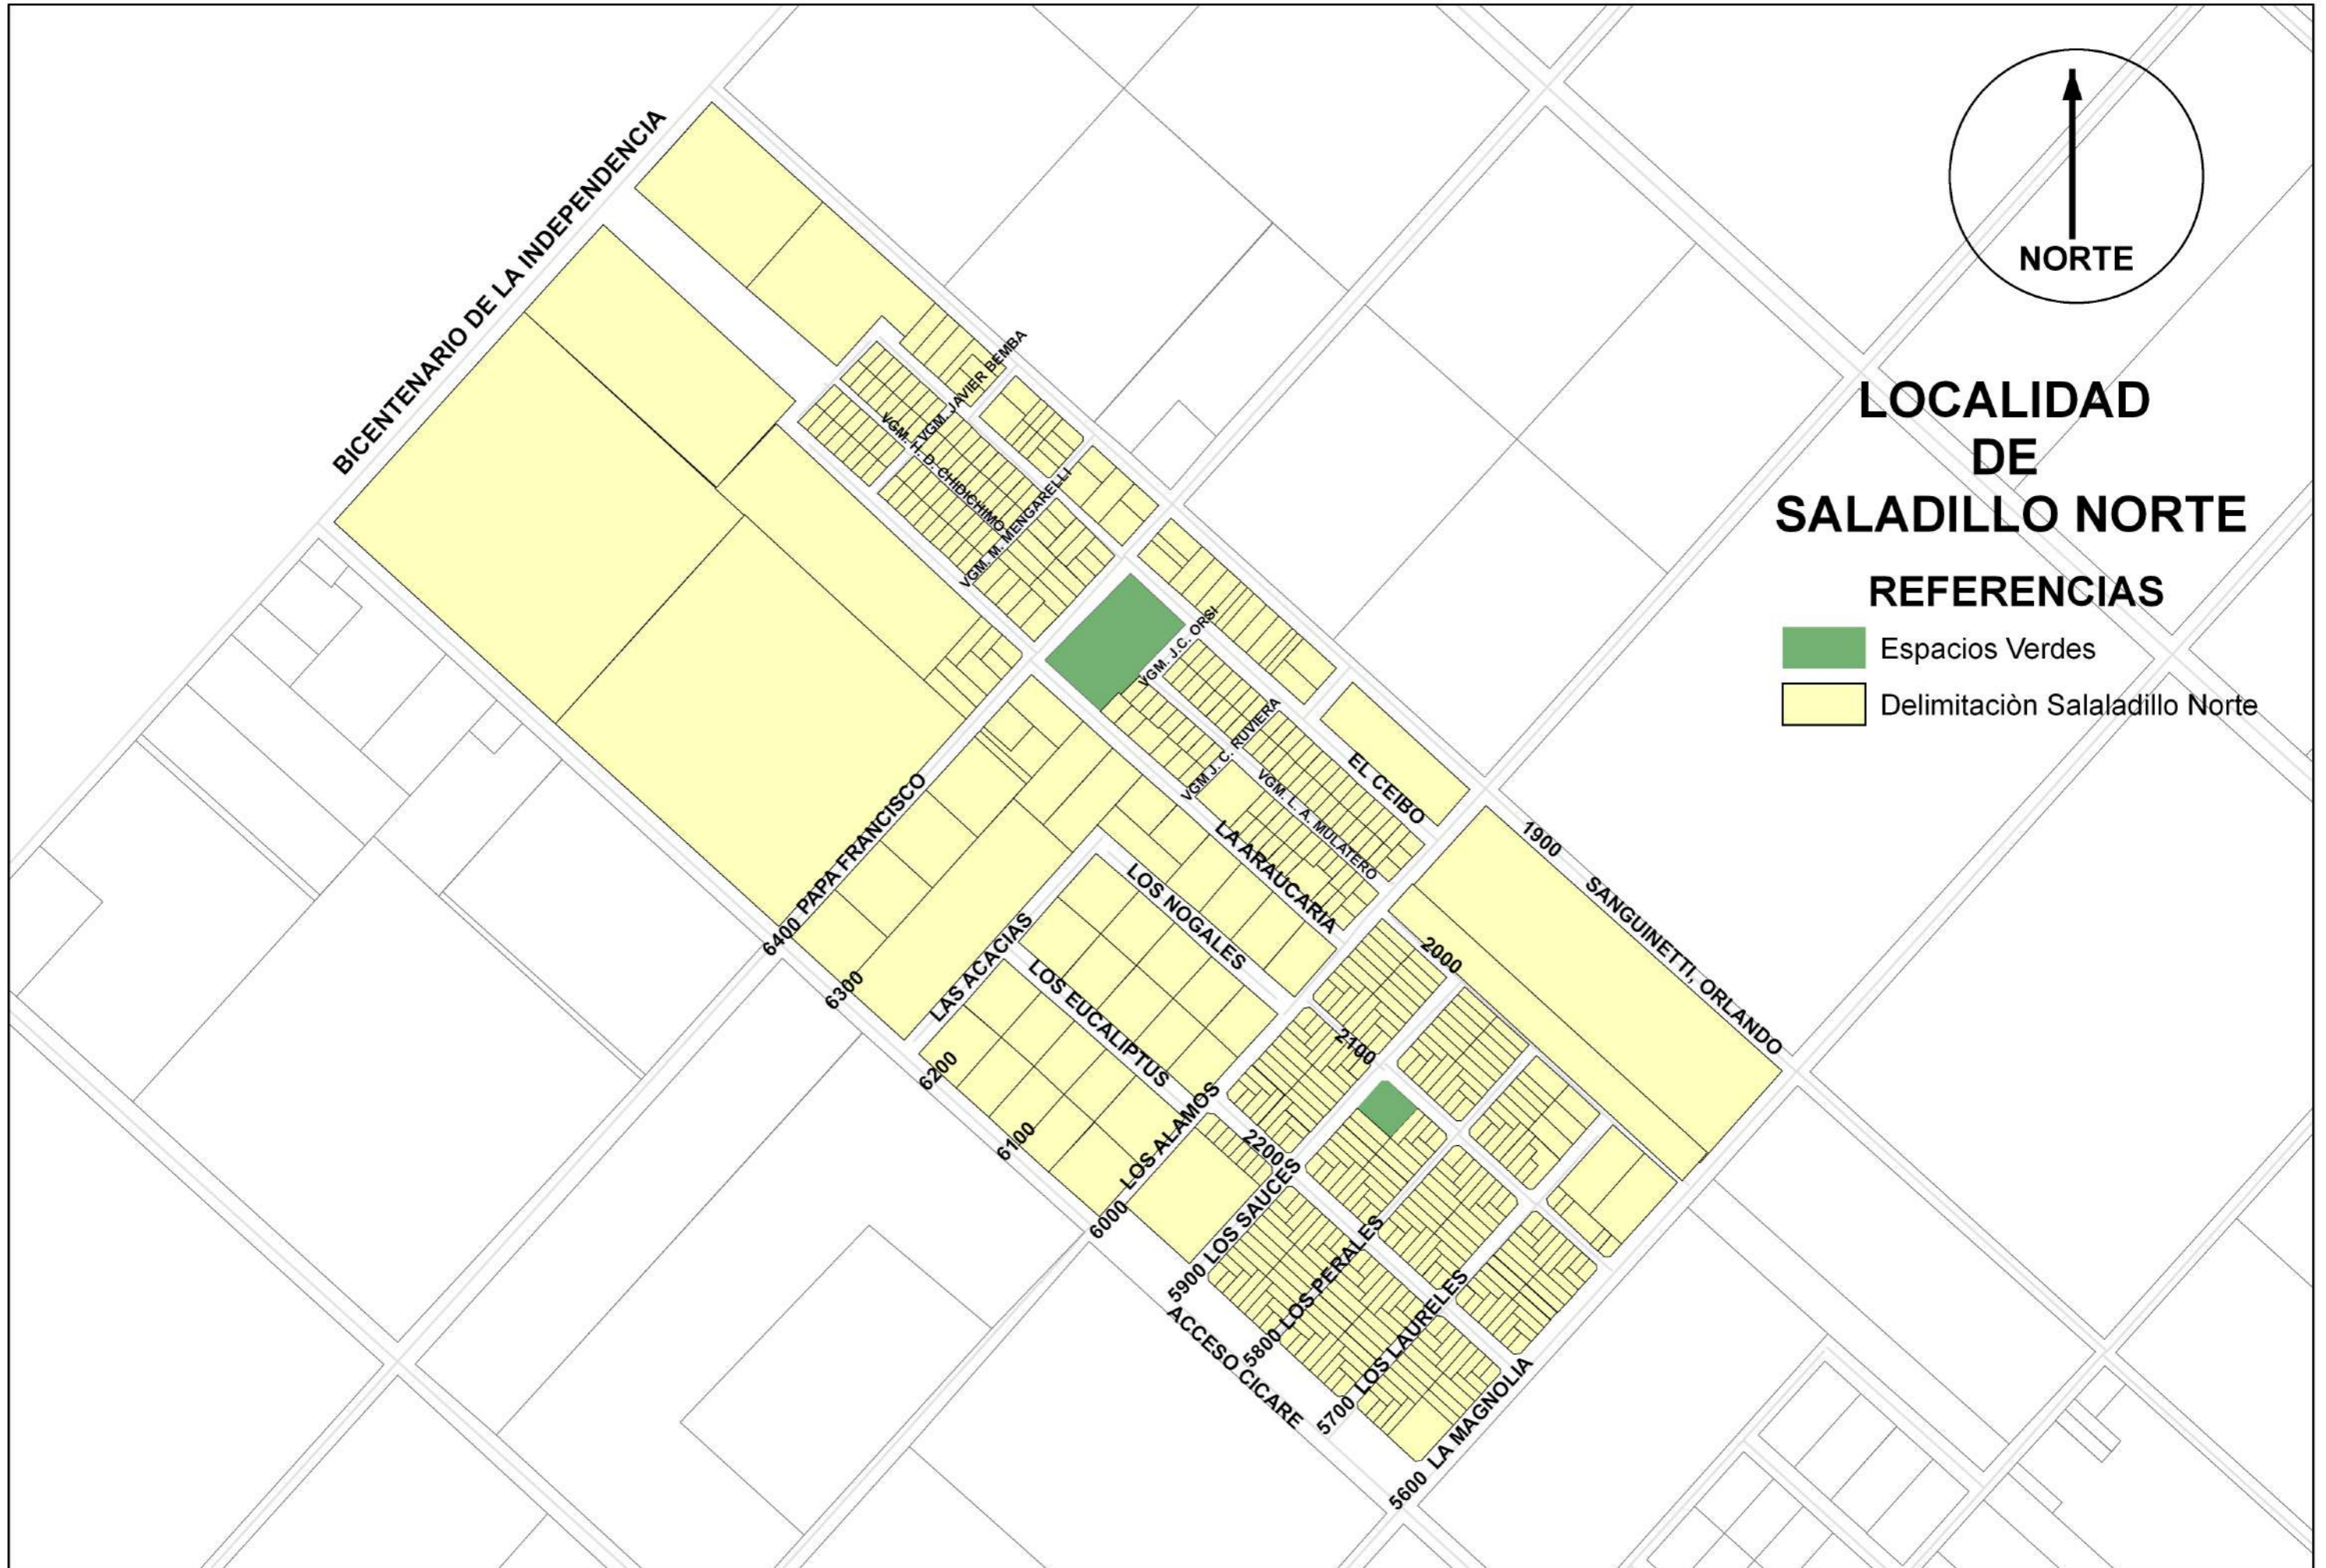 NORTE
LOCALIDAD
DE
SALADILLO NORTE
REFERENCIAS
Espacios Verdes
Delimitaciòn Salaladillo Norte
BICENTENARIO DE LA INDEPENDENCIA
VGM. JAVIER BEMBA
VGM. H. D. CHIDICHIMO
VGM. M. MENGARELLI
VGM. J.C. ORSI
VGM J. C. RUVIERA
VGM. L. A. MULATERO
EL CEIBO
LA ARAUCARIA
1900
SANGUINETTI, ORLANDO
2000
2100
2200
6400 PAPA FRANCISCO
6300
LAS ACACIAS
LOS NOGALES
LOS EUCALIPTUS
6200
6100
6000 LOS ALAMOS
5900 LOS SAUCES
5800 LOS PERALES
5700 LOS LAURELES
5600 LA MAGNOLIA
ACCESO CICARE